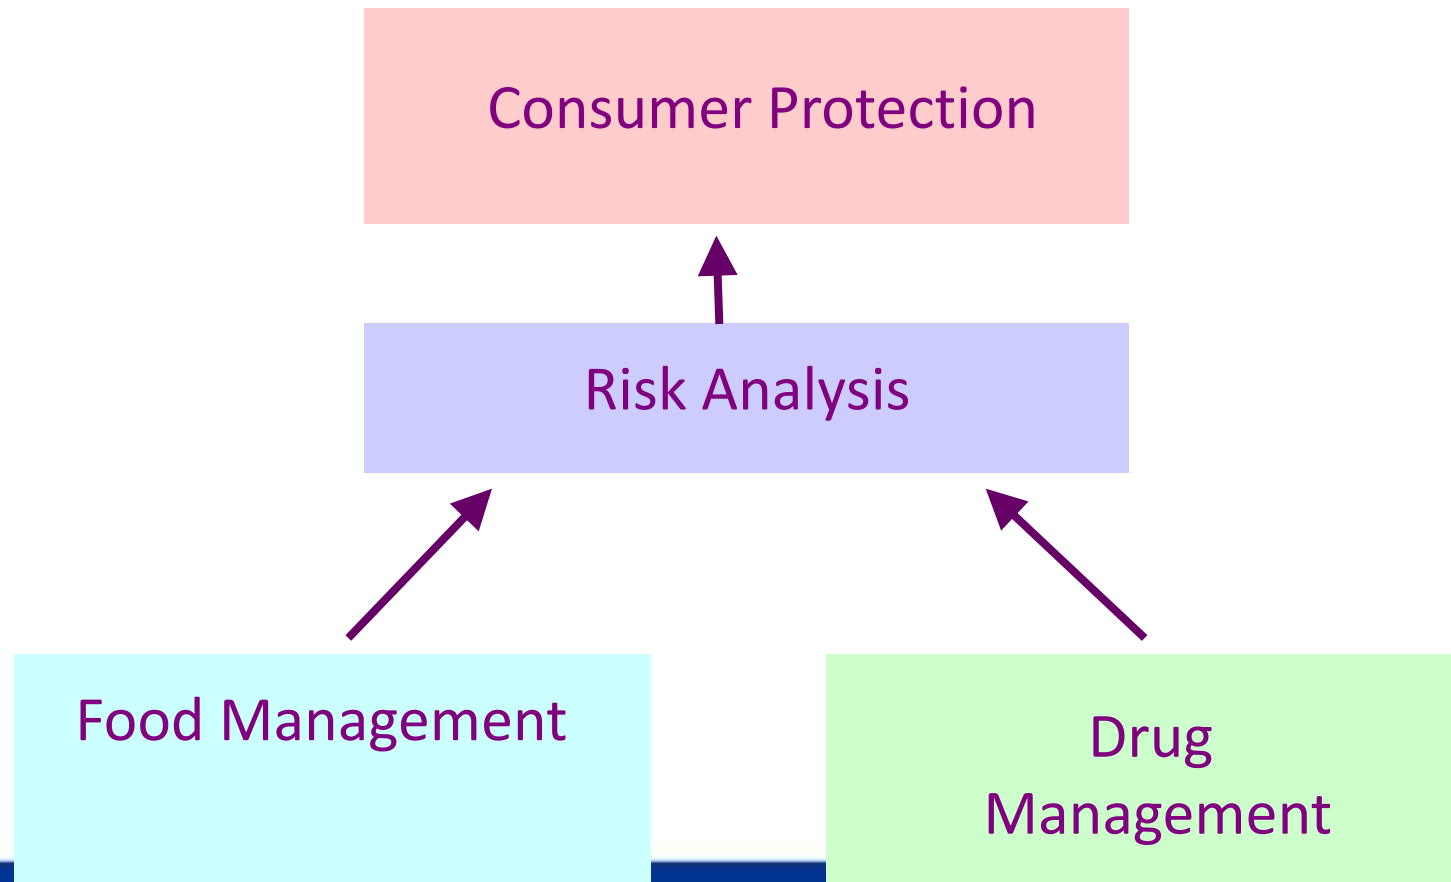 Consumer Protection
Risk Analysis
Food Management
Drug
Management